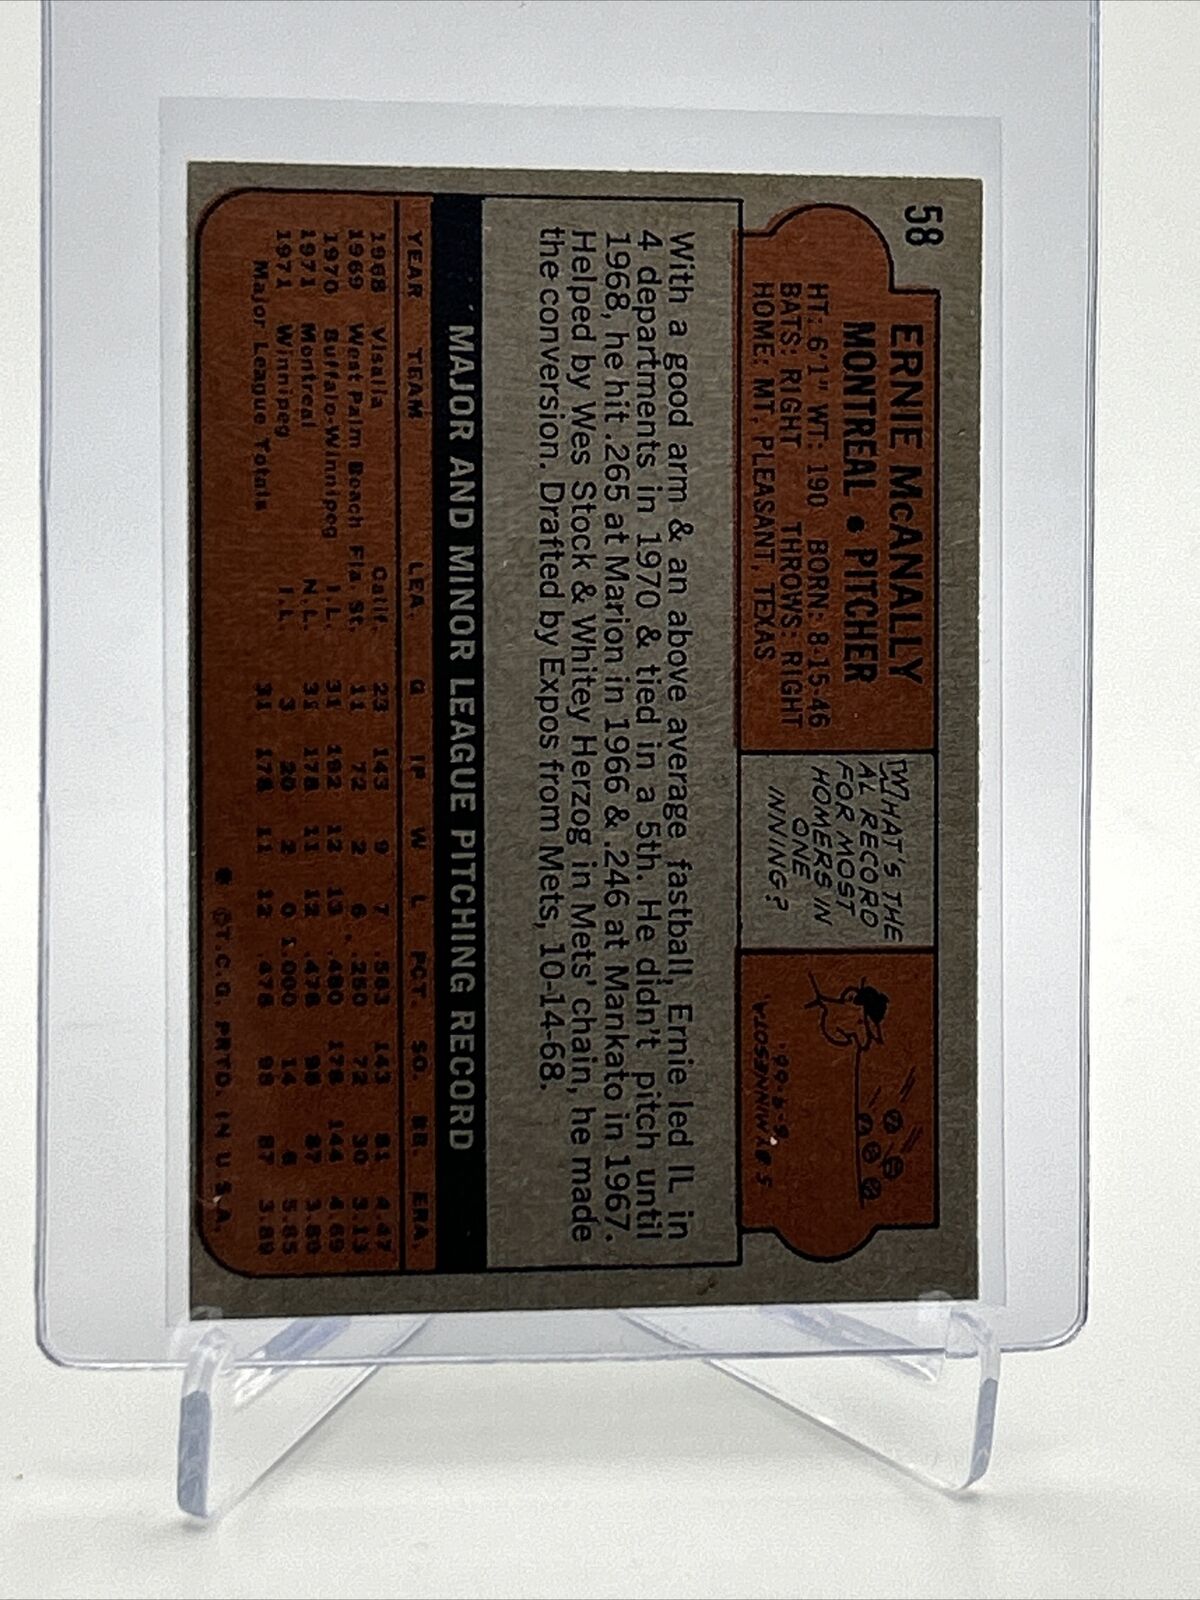 58
ERNIE McANALLY
MONTREAL • PITCHER
HT: 6'1" WT: 190 BORN: 8-15-46
BATS: RIGHT THROWS: RIGHT
HOME: MT. PLEASANT, TEXAS
WHAT'S THE
AL RECORD
FOR MOST
HOMERS IN
ONE
INNING?
5 BY MINNESOTA,
6-9-66.
With a good arm & an above average fastball, Ernie led IL in
4 departments in 1970 & tied in a 5th. He didn't pitch until
1968, he hit .265 at Marion in 1966 & .246 at Mankato in 1967.
Helped by Wes Stock & Whitey Herzog in Mets' chain, he made
the conversion. Drafted by Expos from Mets, 10-14-68.
MAJOR AND MINOR LEAGUE PITCHING RECORD
YEAR TEAM LEA. G IP W L PCT. SO. BB. ERA.
1968 Visalia Calif. 23 143 9 7 .563 143 81 4.47
1969 West Palm Beach Fla. St. 11 72 2 6 .250 72 30 3.13
1970 Buffalo-Winnipeg I.L. 31 192 12 13 .480 178 144 4.69
1971 Montreal N.L. 31 178 11 12 .478 98 87 3.89
1971 Winnipeg I.L. 3 20 2 0 1.000 14 6 5.85
Major League Totals 31 178 11 12 .478 98 87 3.89
* ©T.C.G. PRTD. IN U.S.A.